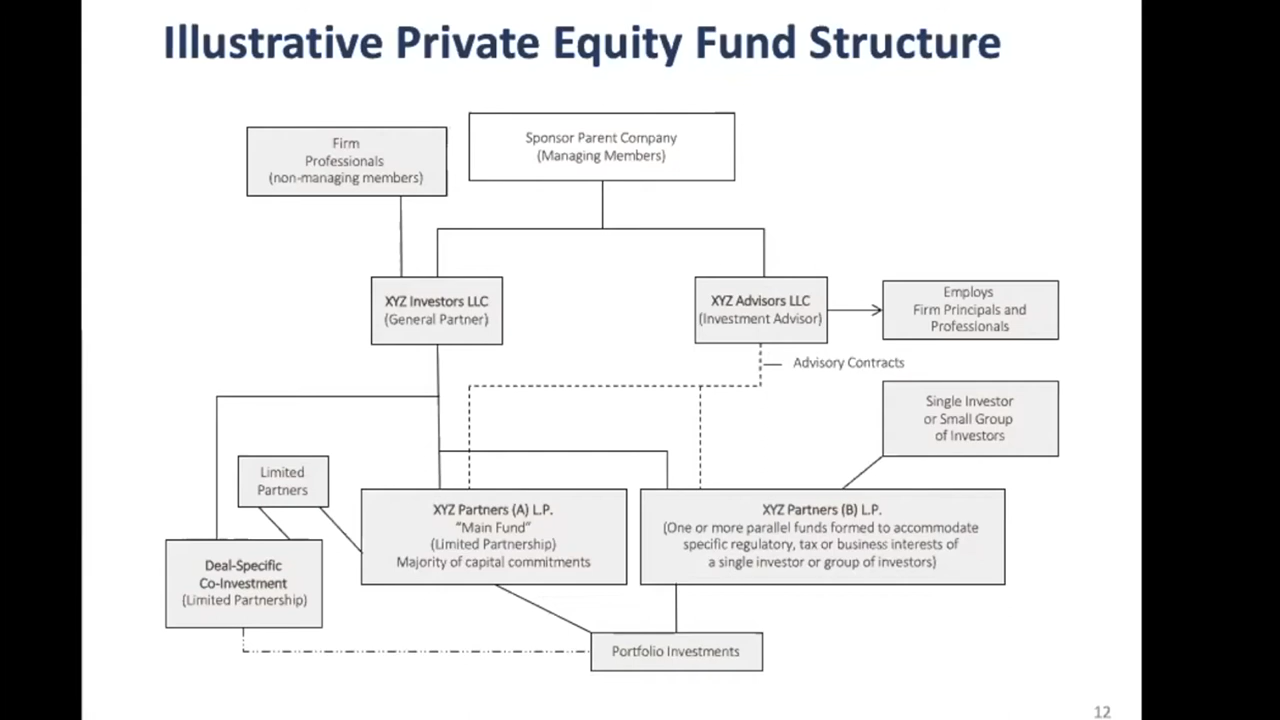 Illustrative Private Equity Fund Structure
Firm
Professionals
(non-managing members)
Sponsor Parent Company
(Managing Members)
XYZ Investors LLC
(General Partner)
XYZ Advisors LLC
(Investment Advisor)
Employs
Firm Principals and
Professionals
Advisory Contracts
Single Investor
or Small Group
of Investors
Limited
Partners
XYZ Partners (A) L.P.
"Main Fund"
(Limited Partnership)
Majority of capital commitments
XYZ Partners (B) L.P.
(One or more parallel funds formed to accommodate
specific regulatory, tax or business interests of
a single investor or group of investors)
Deal-Specific
Co-Investment
(Limited Partnership)
Portfolio Investments
12